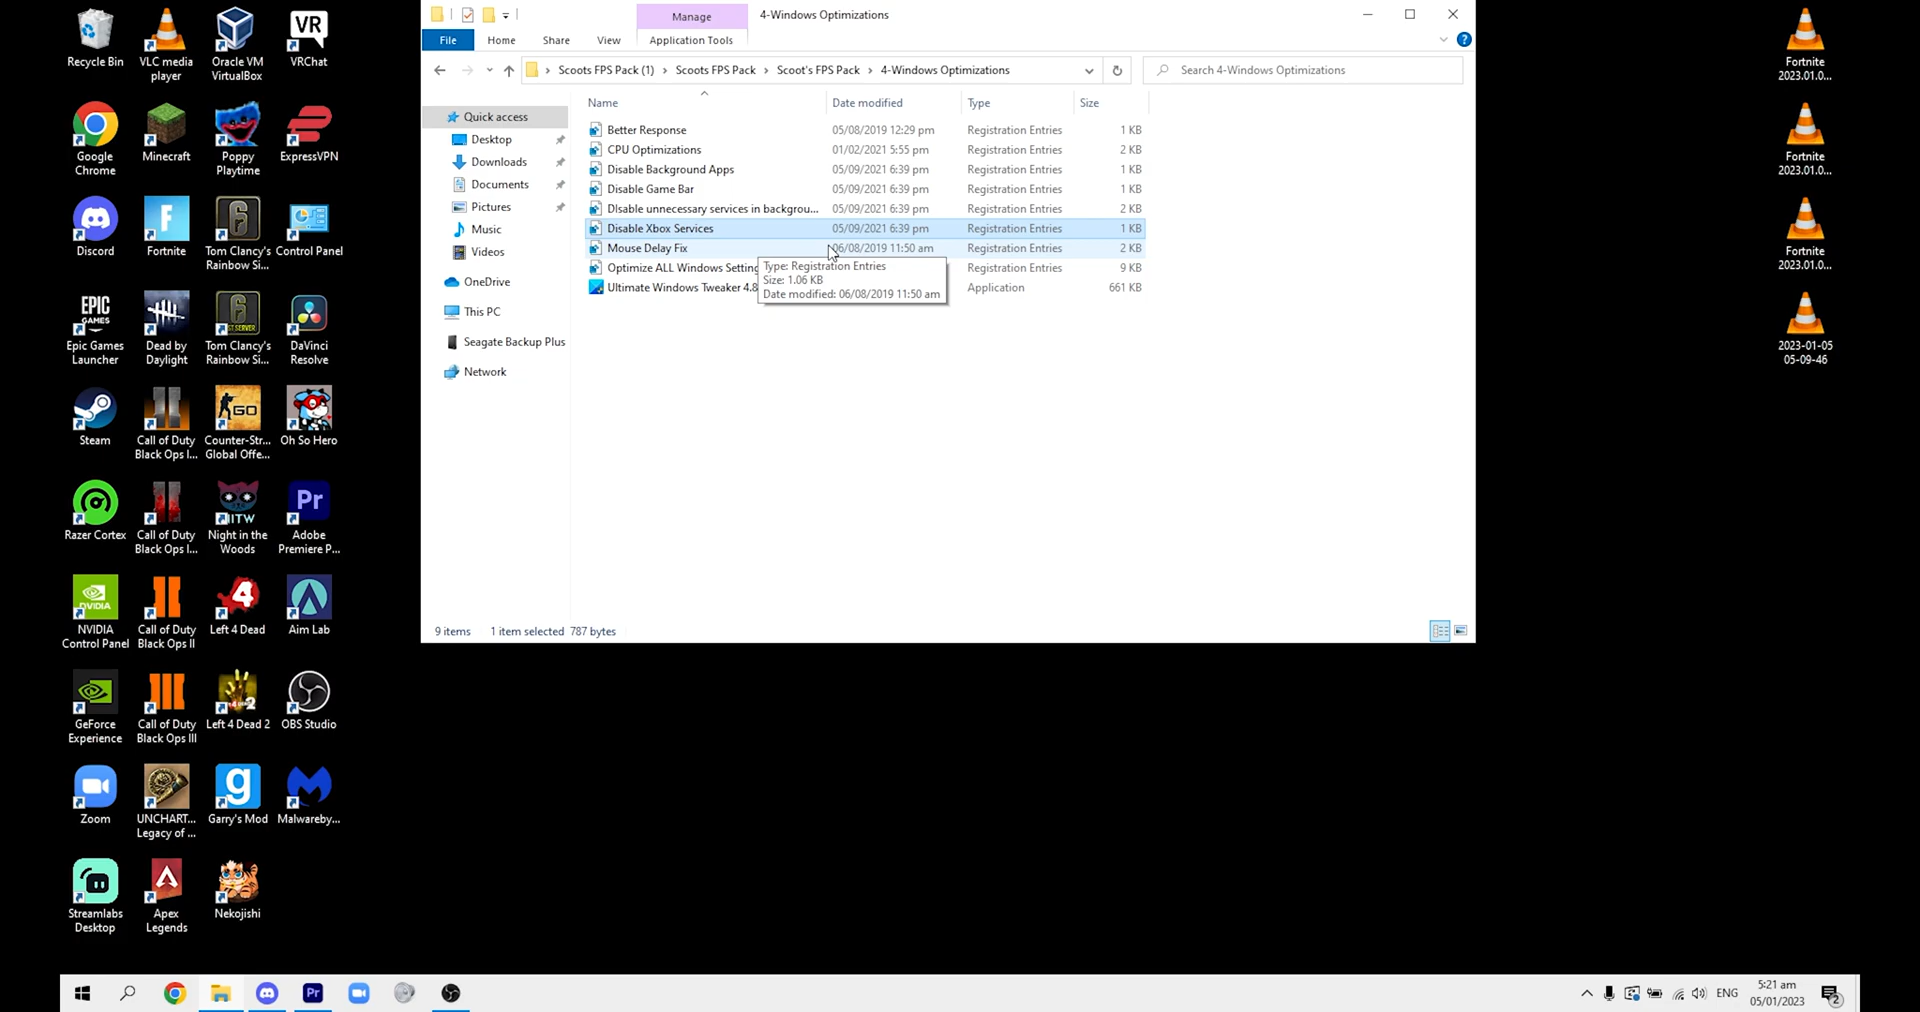 Manage
4-Windows Optimizations
File
Home
Share
View
Application Tools
Scoots FPS Pack (1)
Scoots FPS Pack
Scoot's FPS Pack
4-Windows Optimizations
Search 4-Windows Optimizations
Name
Date modified
Type
Size
Better Response 05/08/2019 12:29 pm Registration Entries 1 KB
CPU Optimizations 01/02/2021 5:55 pm Registration Entries 2 KB
Disable Background Apps 05/09/2021 6:39 pm Registration Entries 1 KB
Disable Game Bar 05/09/2021 6:39 pm Registration Entries 1 KB
DIsable unnecessary services in backgrou... 05/09/2021 6:39 pm Registration Entries 2 KB
Disable Xbox Services 05/09/2021 6:39 pm Registration Entries 1 KB
Mouse Delay Fix 06/08/2019 11:50 am Registration Entries 2 KB
Optimize ALL Windows Setting Registration Entries 9 KB
Ultimate Windows Tweaker 4.8 Application 661 KB
Type: Registration Entries
Size: 1.06 KB
Date modified: 06/08/2019 11:50 am
Quick access
Desktop
Downloads
Documents
Pictures
Music
Videos
OneDrive
This PC
Seagate Backup Plus
Network
9 items
1 item selected 787 bytes
Recycle Bin
VLC media
player
Oracle VM
VirtualBox
VR
VRChat
Google
Chrome
Minecraft
Poppy
Playtime
ExpressVPN
Discord
Fortnite
Tom Clancy's
Rainbow Si...
Control Panel
EPIC
GAMES
Epic Games
Launcher
Dead by
Daylight
Tom Clancy's
Rainbow Si...
DaVinci
Resolve
Steam
Call of Duty
Black Ops I...
GO
Counter-Str...
Global Offe...
Oh So Hero
Razer Cortex
Call of Duty
Black Ops I...
NITW
Night in the
Woods
Pr
Adobe
Premiere P...
NVIDIA
NVIDIA
Control Panel
Call of Duty
Black Ops II
Left 4 Dead
Aim Lab
GeForce
Experience
Call of Duty
Black Ops III
Left 4 Dead 2
OBS Studio
Zoom
UNCHART...
Legacy of ...
g
Garry's Mod
Malwareby...
Streamlabs
Desktop
Apex
Legends
Nekojishi
Fortnite
2023.01.0...
Fortnite
2023.01.0...
Fortnite
2023.01.0...
2023-01-05
05-09-46
Pr
ENG
5:21 am
05/01/2023
2